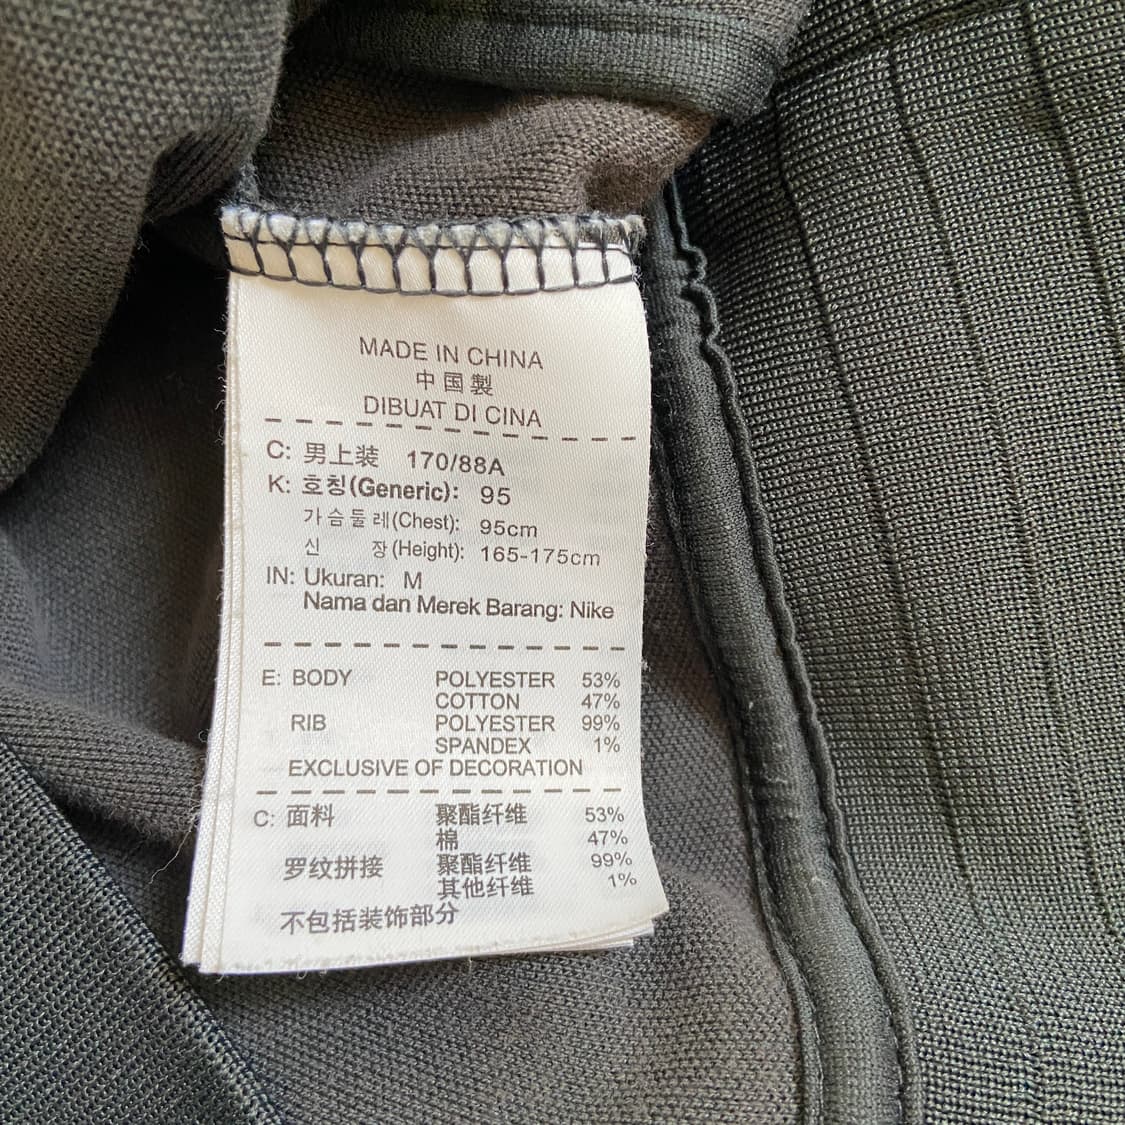 MADE IN CHINA
中国製
DIBUAT DI CINA
C: 男上装 170/88A
K: 호칭(Generic): 95
가슴둘레(Chest): 95cm
신 장(Height): 165-175cm
IN: Ukuran: M
Nama dan Merek Barang: Nike
E: BODY POLYESTER 53%
COTTON 47%
RIB POLYESTER 99%
SPANDEX 1%
EXCLUSIVE OF DECORATION
C: 面料 聚酯纤维 53%
棉 47%
罗纹拼接 聚酯纤维 99%
其他纤维 1%
不包括装饰部分